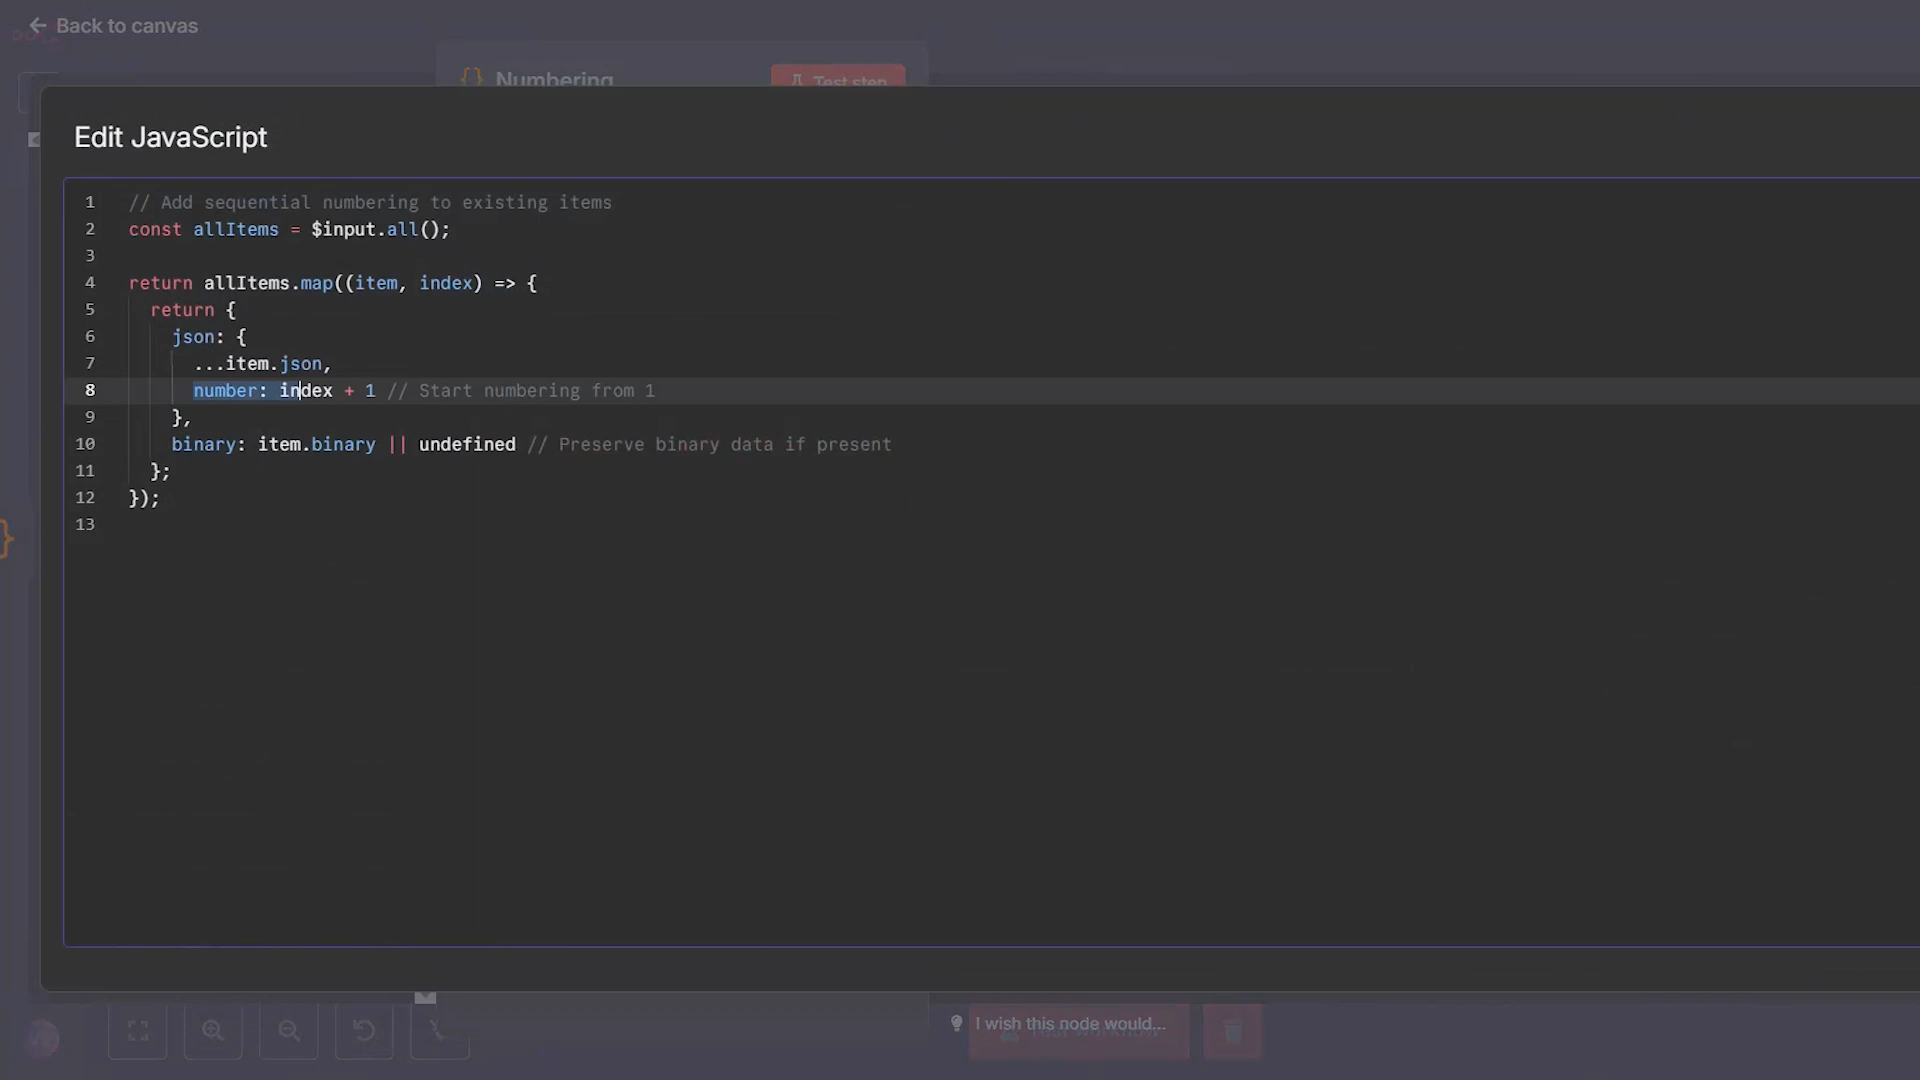 Back to canvas
Numbering
Test step
Edit JavaScript
1 // Add sequential numbering to existing items
2 const allItems = $input.all();
3
4 return allItems.map((item, index) => {
5   return {
6     json: {
7       ...item.json,
8       number: index + 1 // Start numbering from 1
9     },
10     binary: item.binary || undefined // Preserve binary data if present
11   };
12 });
13
I wish this node would...